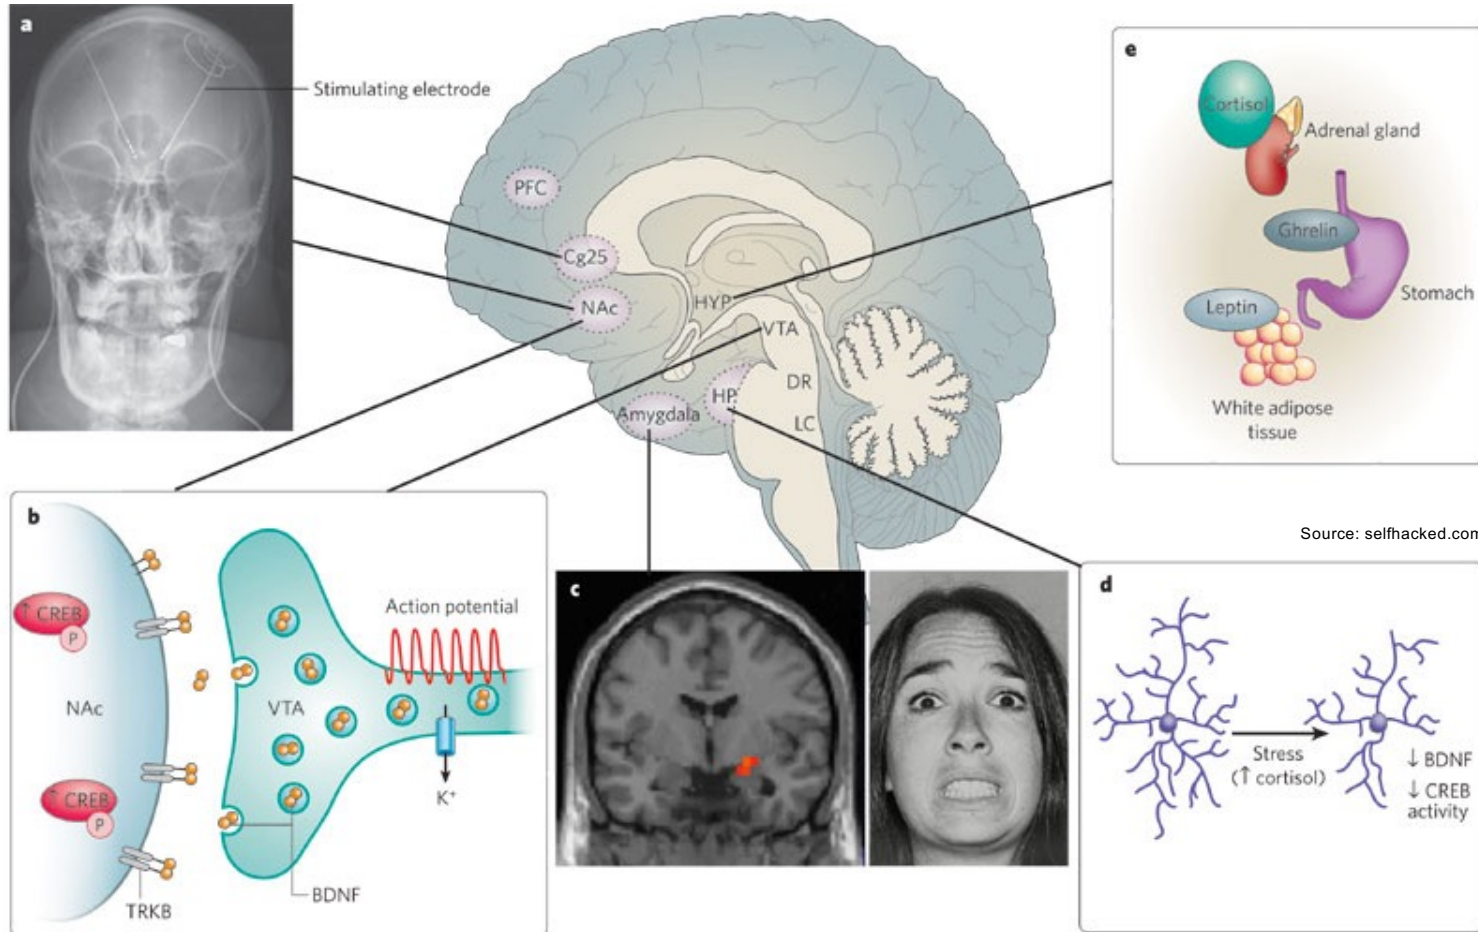 a
Stimulating electrode
PFC
Cg25
NAc
HYP
VTA
DR
LC
HP
Amygdala
e
Cortisol
Adrenal gland
Ghrelin
Stomach
Leptin
White adipose
tissue
Source: selfhacked.com
b
↑ CREB
P
NAc
↑ CREB
P
TRKB
VTA
BDNF
Action potential
K+
c
d
Stress
(↑ cortisol)
↓ BDNF
↓ CREB
activity